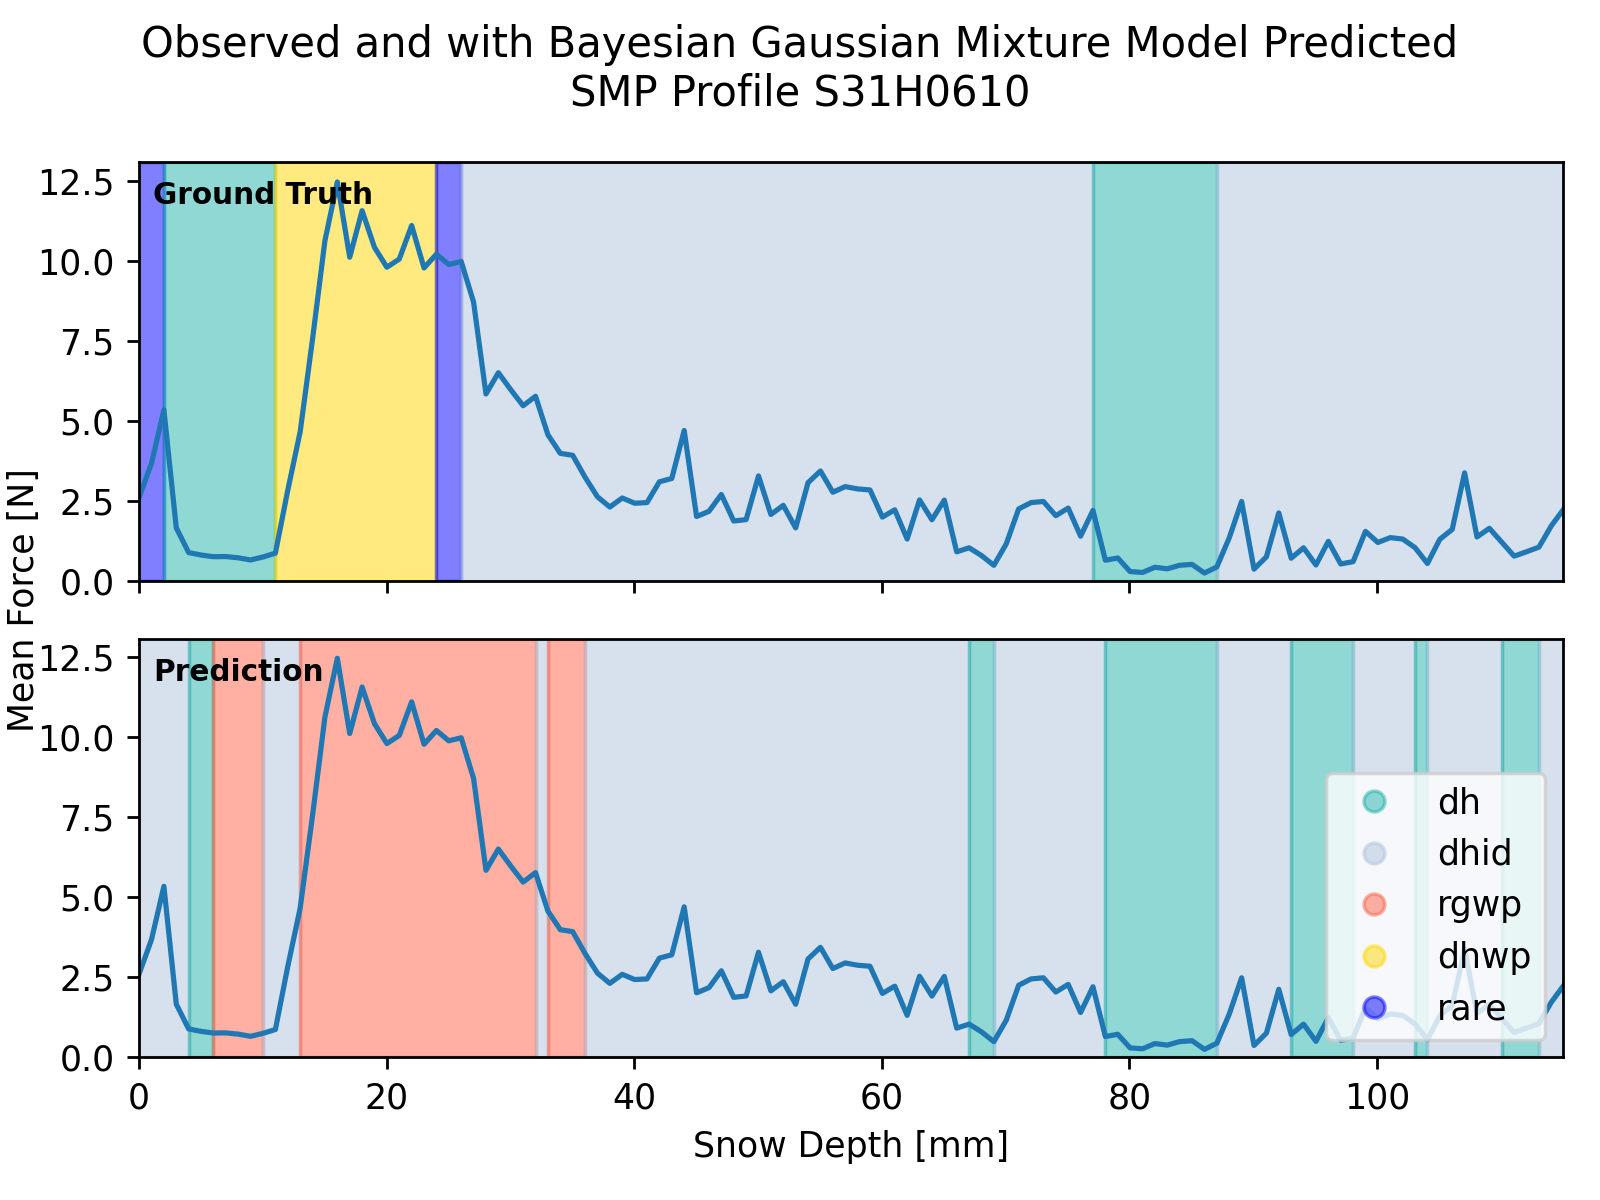 Observed and with Bayesian Gaussian Mixture Model Predicted
SMP Profile S31H0610
Mean Force [N]
12.5
10.0
7.5
5.0
2.5
0.0
Ground Truth
12.5
10.0
7.5
5.0
2.5
0.0
Prediction
dh
dhid
rgwp
dhwp
rare
0
20
40
60
80
100
Snow Depth [mm]